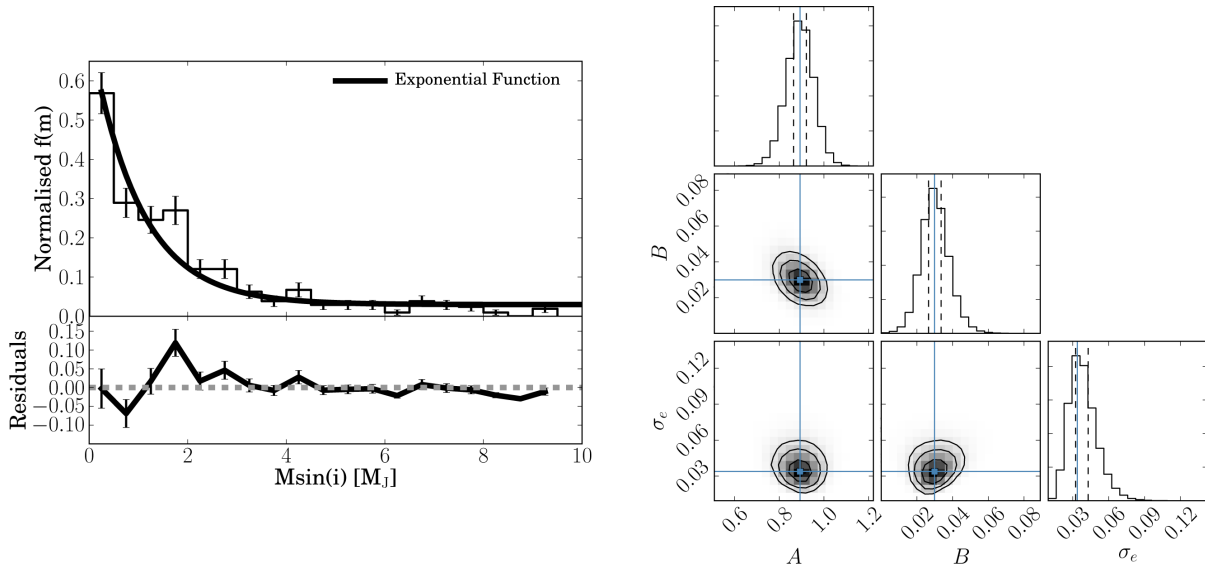 Exponential Function
Normalised f(m)
0.6
0.5
0.4
0.3
0.2
0.1
0.0
Residuals
0.15
0.10
0.05
0.00
−0.05
−0.10
0 2 4 6 8 10
Msin(i) [M_J]
B
0.08
0.06
0.04
0.02
σ_e
0.12
0.09
0.06
0.03
0.6 0.8 1.0 1.2
A
0.02 0.04 0.06 0.08
B
0.03 0.06 0.09 0.12
σ_e